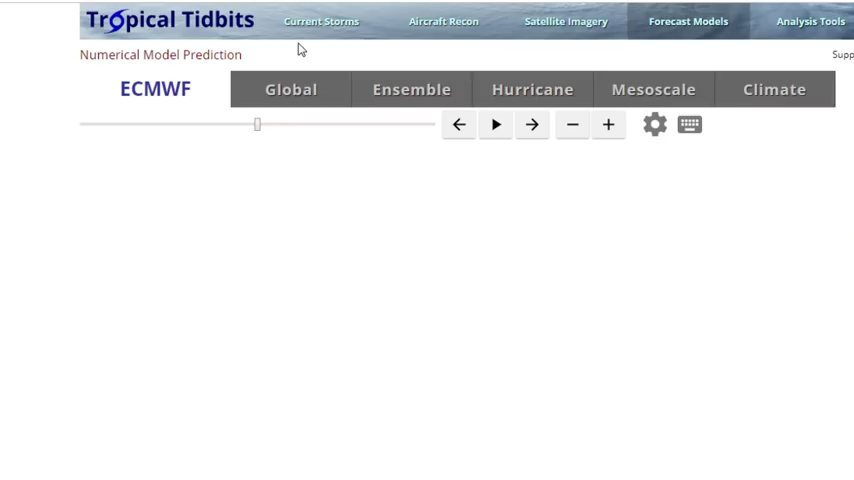 Tropical Tidbits Current Storms Aircraft Recon Satellite Imagery Forecast Models Analysis Tools
Numerical Model Prediction Supp
ECMWF Global Ensemble Hurricane Mesoscale Climate